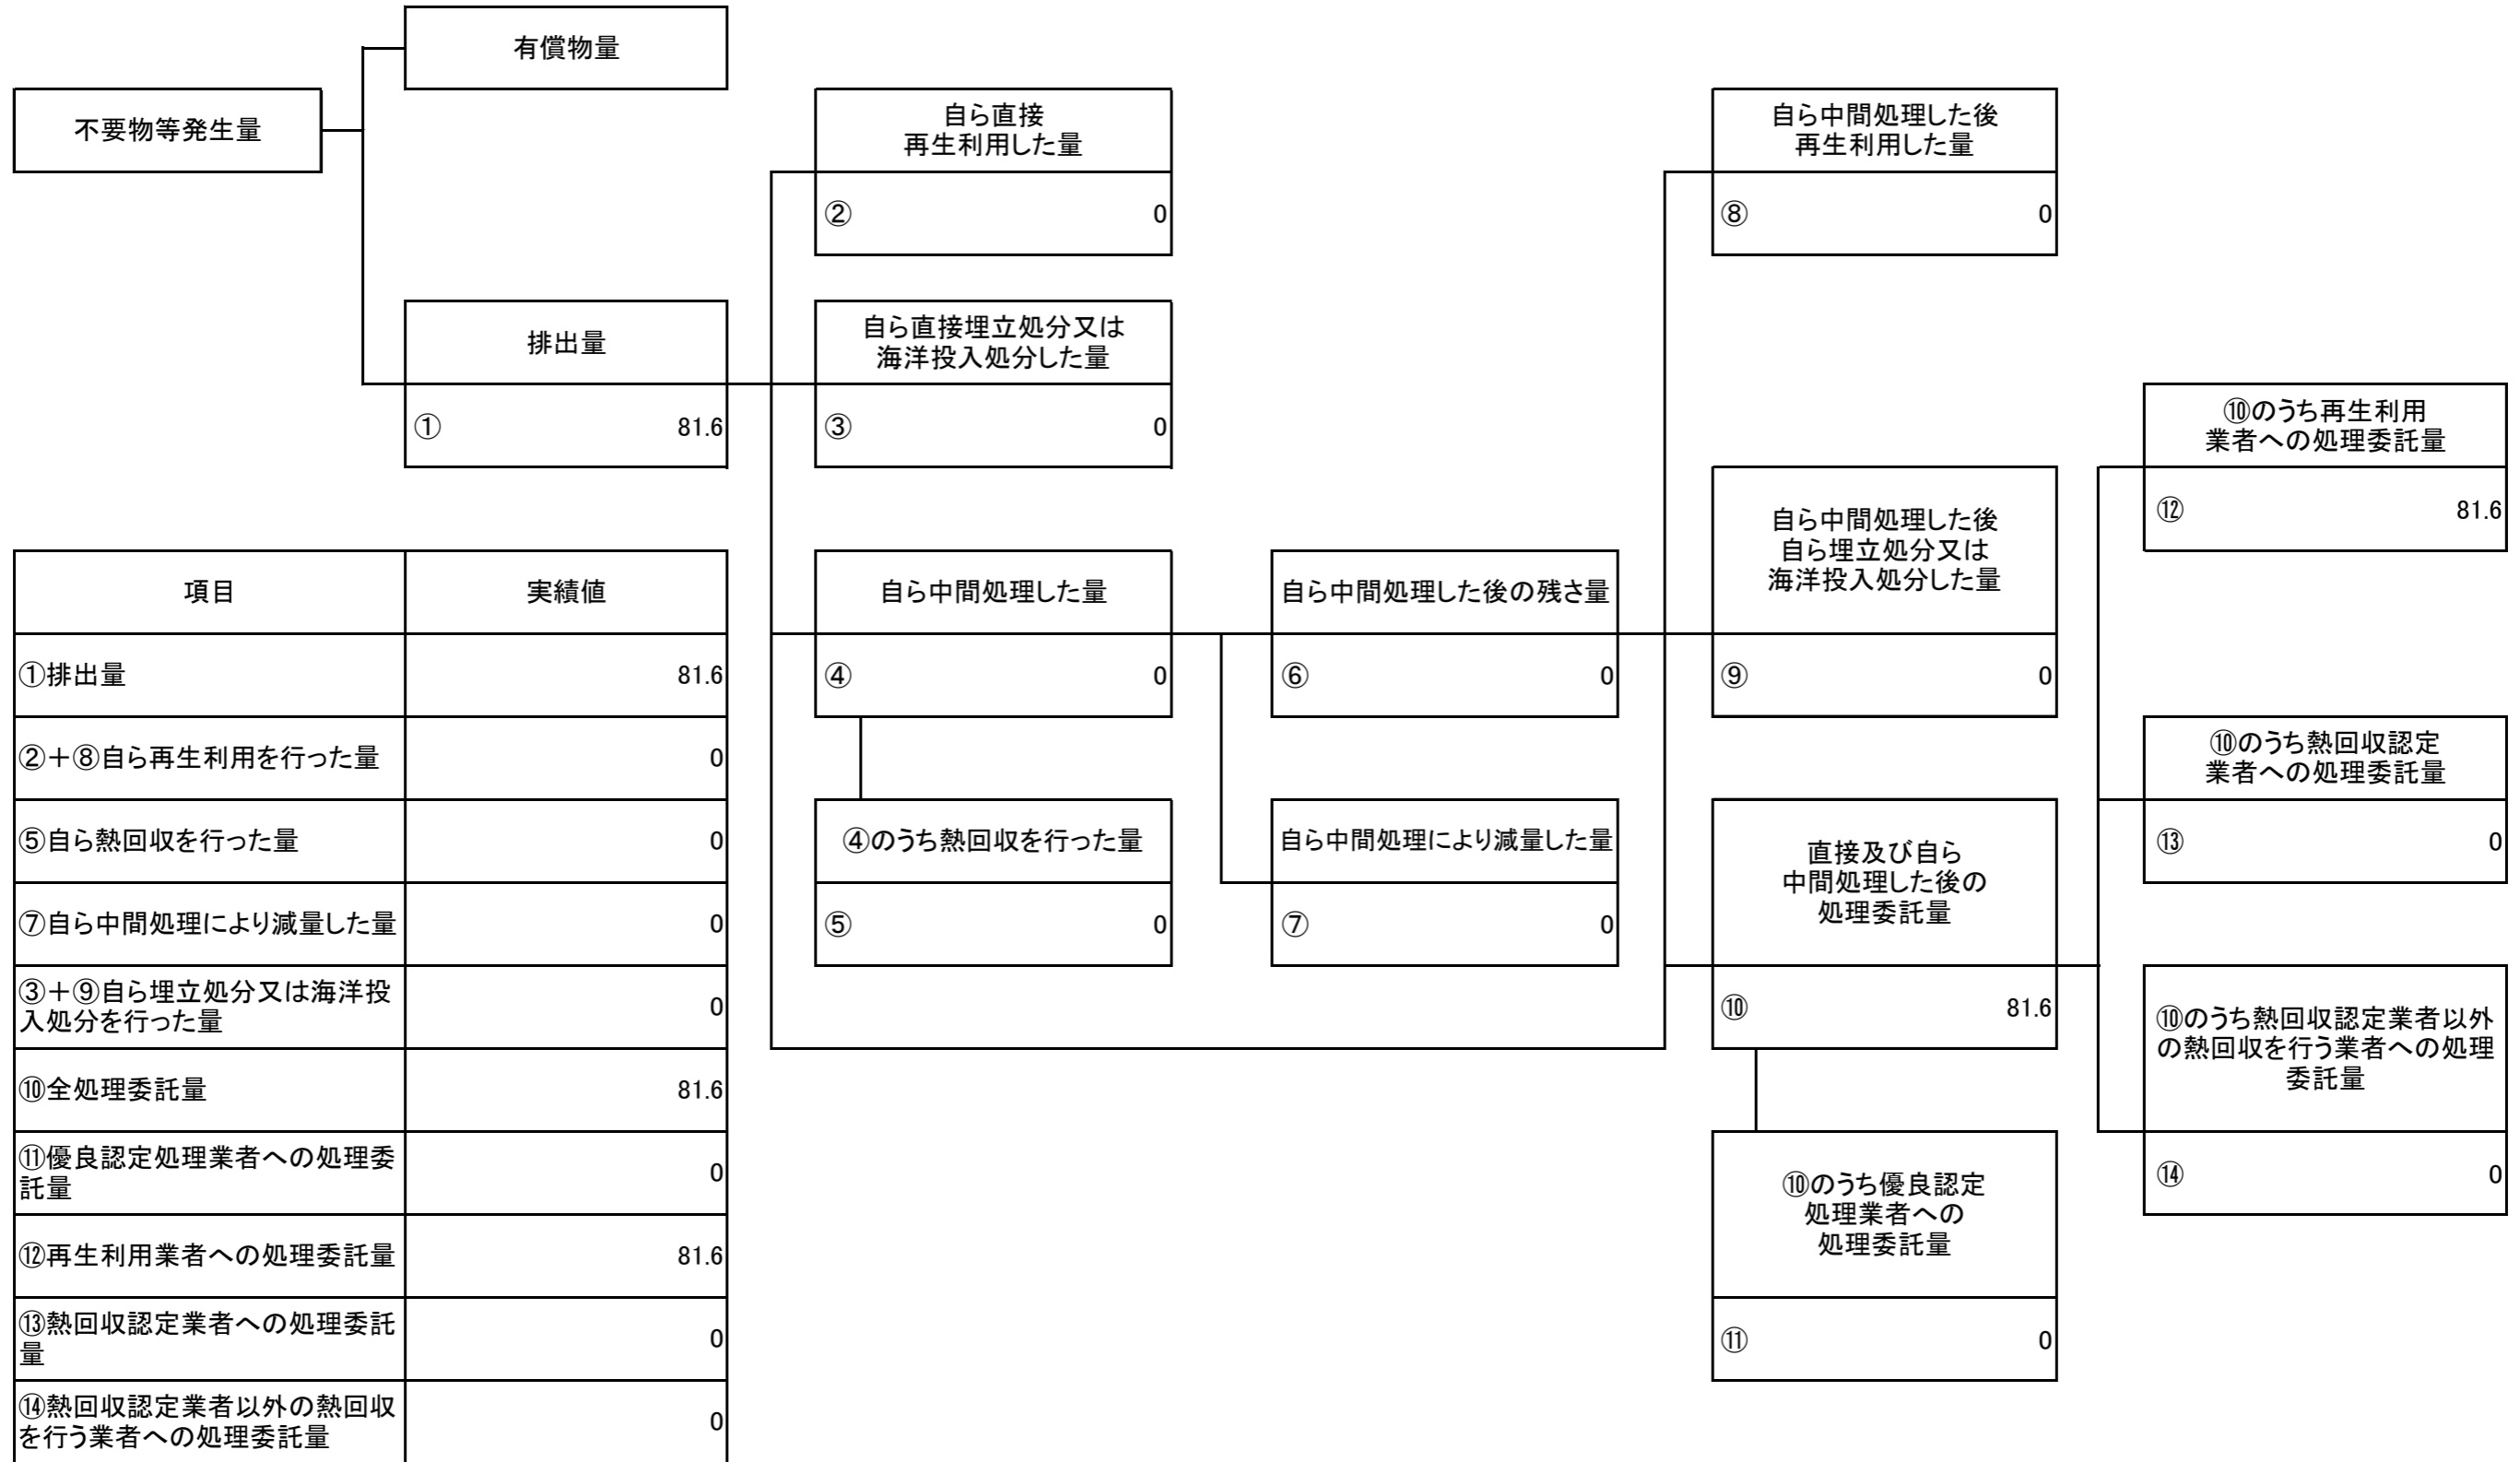 有償物量
不要物等発生量
自ら直接
再生利用した量
② 0
自ら中間処理した後
再生利用した量
⑧ 0
排出量
① 81.6
自ら直接埋立処分又は
海洋投入処分した量
③ 0
⑩のうち再生利用
業者への処理委託量
⑫ 81.6
自ら中間処理した量
④ 0
自ら中間処理した後の残さ量
⑥ 0
自ら中間処理した後
自ら埋立処分又は
海洋投入処分した量
⑨ 0
⑩のうち熱回収認定
業者への処理委託量
⑬ 0
④のうち熱回収を行った量
⑤ 0
自ら中間処理により減量した量
⑦ 0
直接及び自ら
中間処理した後の
処理委託量
⑩ 81.6
⑩のうち熱回収認定業者以外
の熱回収を行う業者への処理
委託量
⑭ 0
⑩のうち優良認定
処理業者への
処理委託量
⑪ 0
項目 実績値
①排出量 81.6
②＋⑧自ら再生利用を行った量 0
⑤自ら熱回収を行った量 0
⑦自ら中間処理により減量した量 0
③＋⑨自ら埋立処分又は海洋投
入処分を行った量 0
⑩全処理委託量 81.6
⑪優良認定処理業者への処理委
託量 0
⑫再生利用業者への処理委託量 81.6
⑬熱回収認定業者への処理委託
量 0
⑭熱回収認定業者以外の熱回収
を行う業者への処理委託量 0